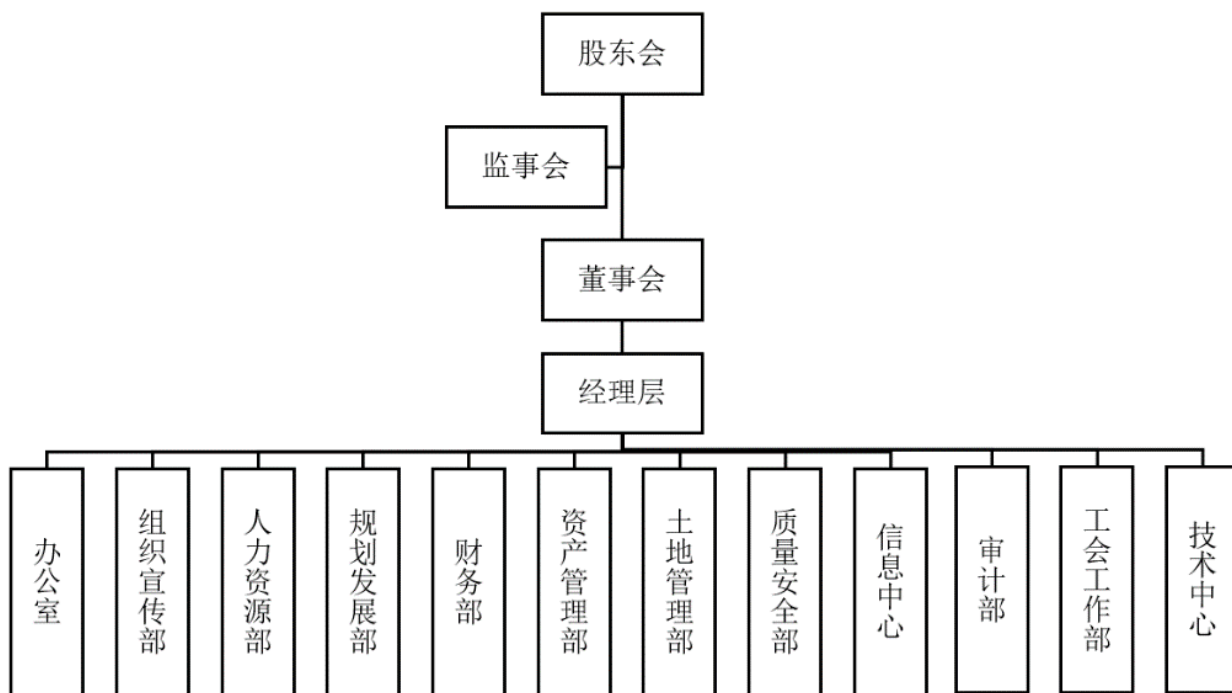 股东会
监事会
董事会
经理层
办公室
组织宣传部
人力资源部
规划发展部
财务部
资产管理部
土地管理部
质量安全部
信息中心
审计部
工会工作部
技术中心